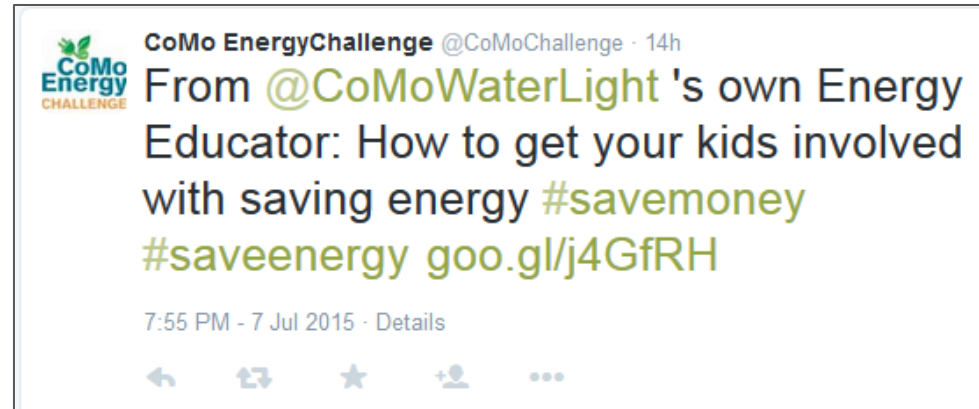 CoMo
Energy
CHALLENGE
CoMo EnergyChallenge @CoMoChallenge · 14h
From @CoMoWaterLight 's own Energy
Educator: How to get your kids involved
with saving energy #savemoney
#saveenergy goo.gl/j4GfRH
7:55 PM - 7 Jul 2015 · Details